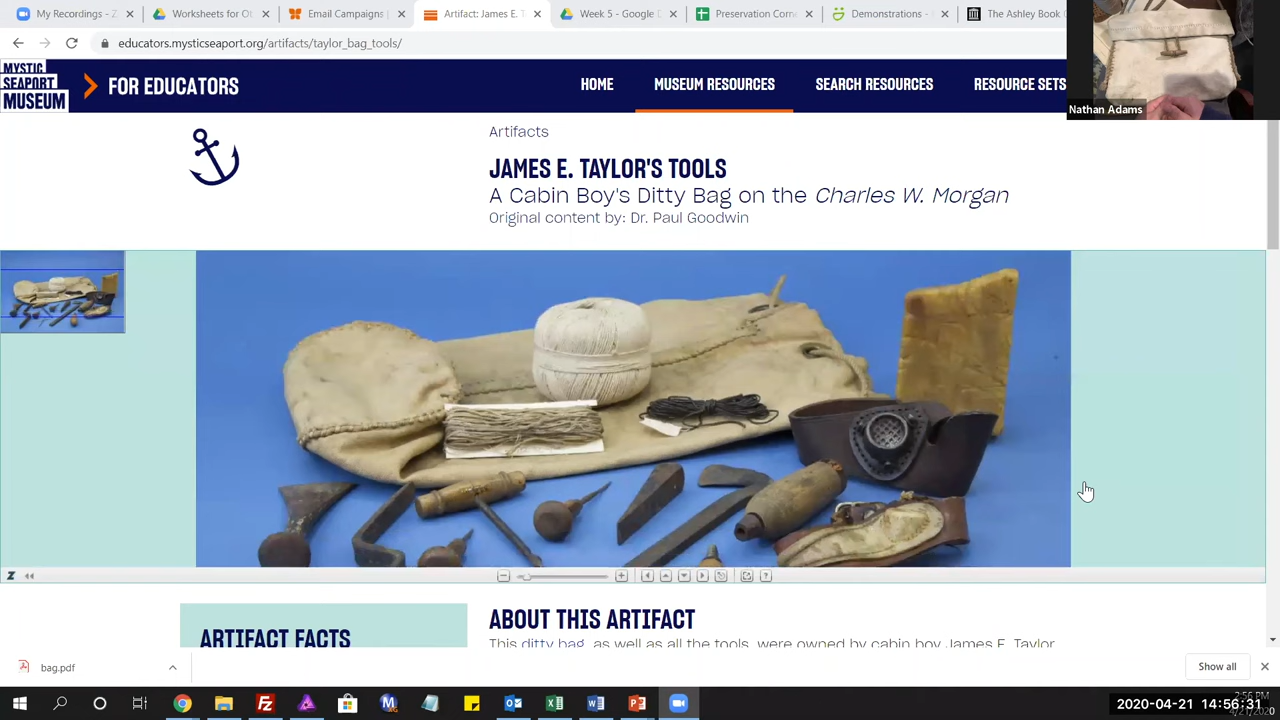 My Recordings - Z
Worksheets for O
Email Campaigns
Artifact: James E. T
Week 5 - Google D
Preservation Corne
Demonstrations -
The Ashley Book
educators.mysticseaport.org/artifacts/taylor_bag_tools/
MYSTIC
SEAPORT
MUSEUM
FOR EDUCATORS
HOME
MUSEUM RESOURCES
SEARCH RESOURCES
RESOURCE SETS
Nathan Adams
Artifacts
JAMES E. TAYLOR'S TOOLS
A Cabin Boy's Ditty Bag on the Charles W. Morgan
Original content by: Dr. Paul Goodwin
Z
ARTIFACT FACTS
ABOUT THIS ARTIFACT
This ditty bag, as well as all the tools, were owned by cabin boy James E. Taylor
bag.pdf
Show all
2:56 PM
2020-04-21 14:56:31